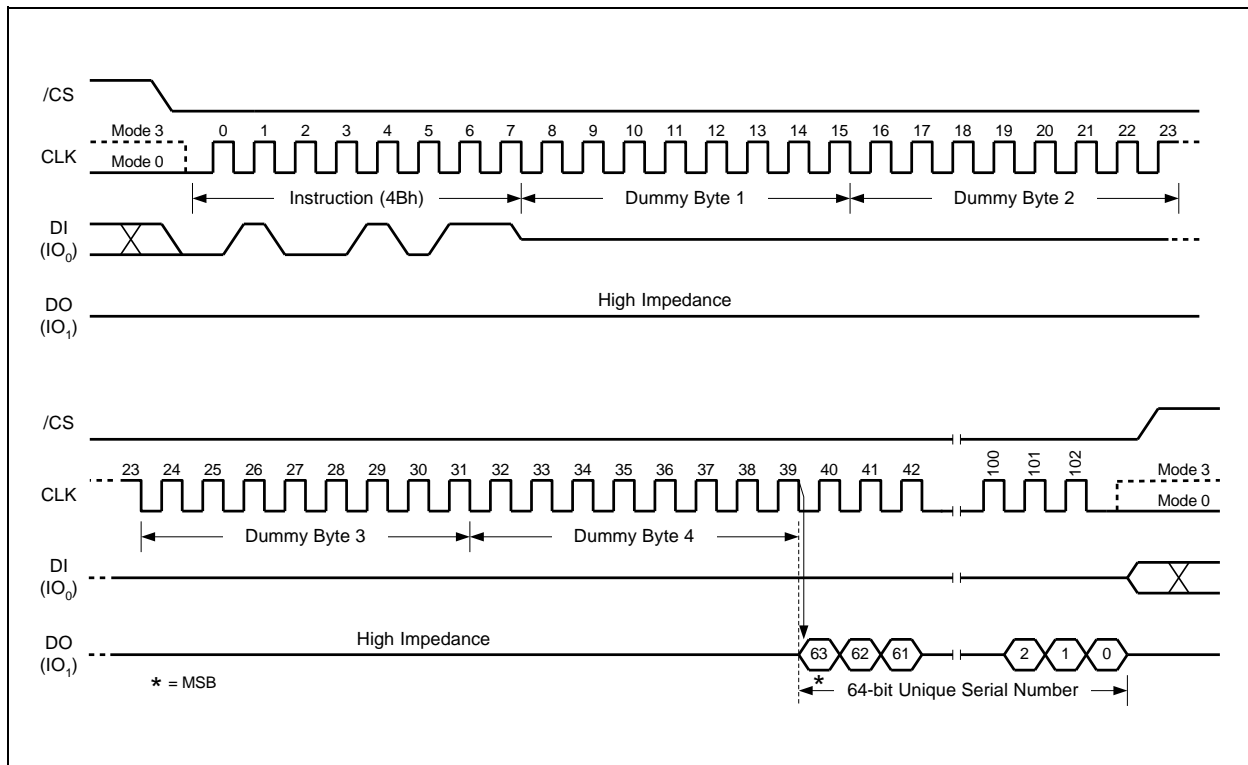 /CS
Mode 3
0 1 2 3 4 5 6 7 8 9 10 11 12 13 14 15 16 17 18 19 20 21 22 23
CLK
Mode 0
Instruction (4Bh) Dummy Byte 1 Dummy Byte 2
DI
(IO0)
High Impedance
DO
(IO1)
/CS
23 24 25 26 27 28 29 30 31 32 33 34 35 36 37 38 39 40 41 42 100 101 102
Mode 3
CLK
Mode 0
Dummy Byte 3 Dummy Byte 4
DI
(IO0)
High Impedance
DO
(IO1)
63 62 61 2 1 0
* = MSB
*
64-bit Unique Serial Number